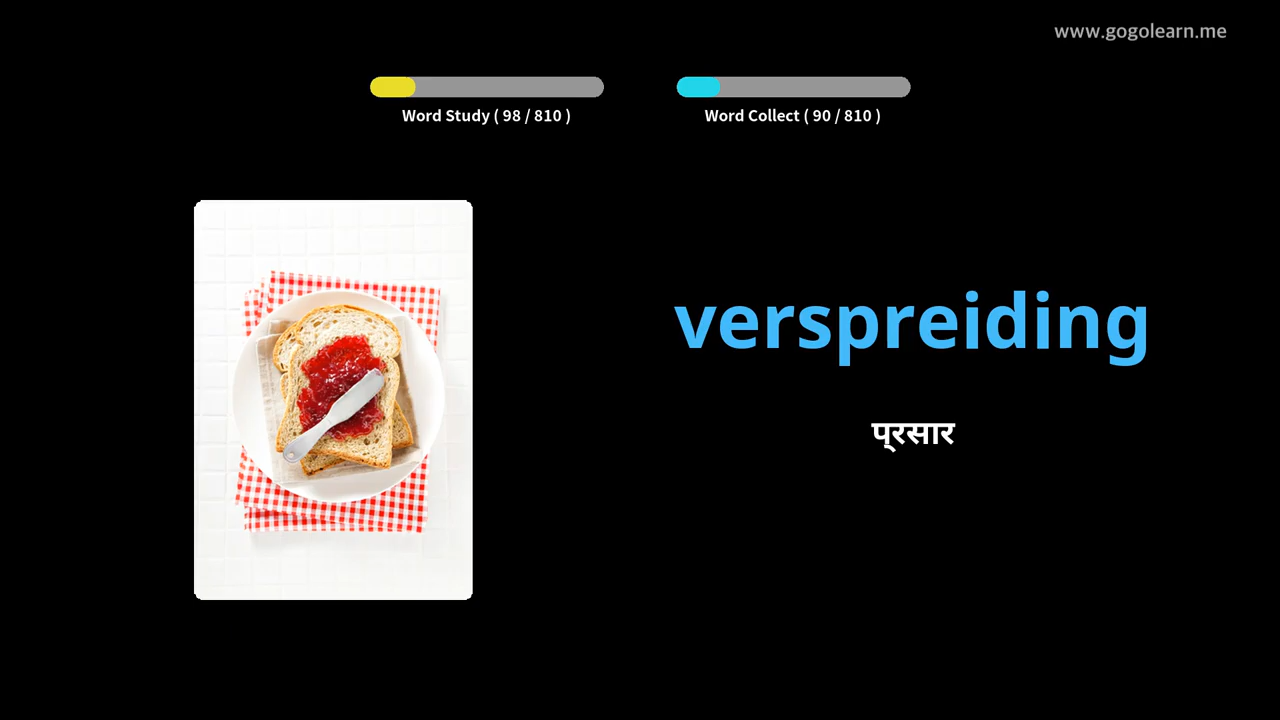 www.gogolearn.me
Word Study ( 98 / 810 )
Word Collect ( 90 / 810 )
verspreiding
प्रसार